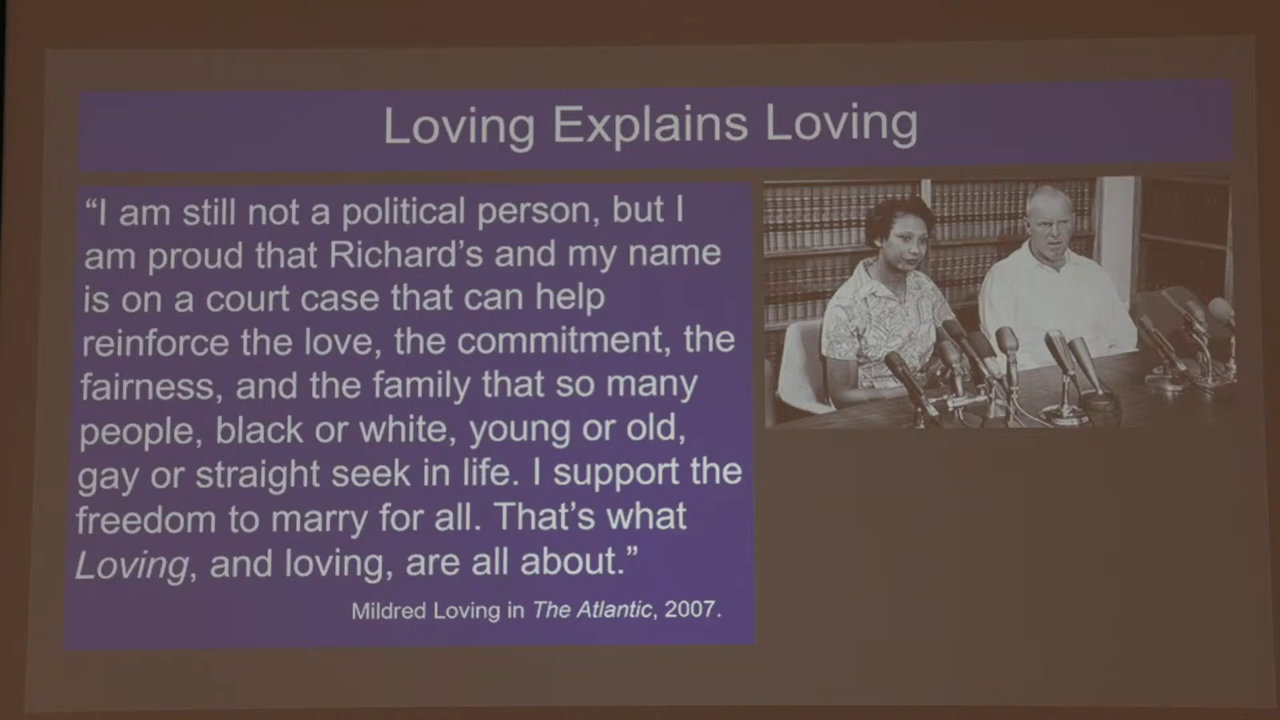 Loving Explains Loving
“I am still not a political person, but I
am proud that Richard’s and my name
is on a court case that can help
reinforce the love, the commitment, the
fairness, and the family that so many
people, black or white, young or old,
gay or straight seek in life. I support the
freedom to marry for all. That’s what
Loving, and loving, are all about.”
Mildred Loving in The Atlantic, 2007.